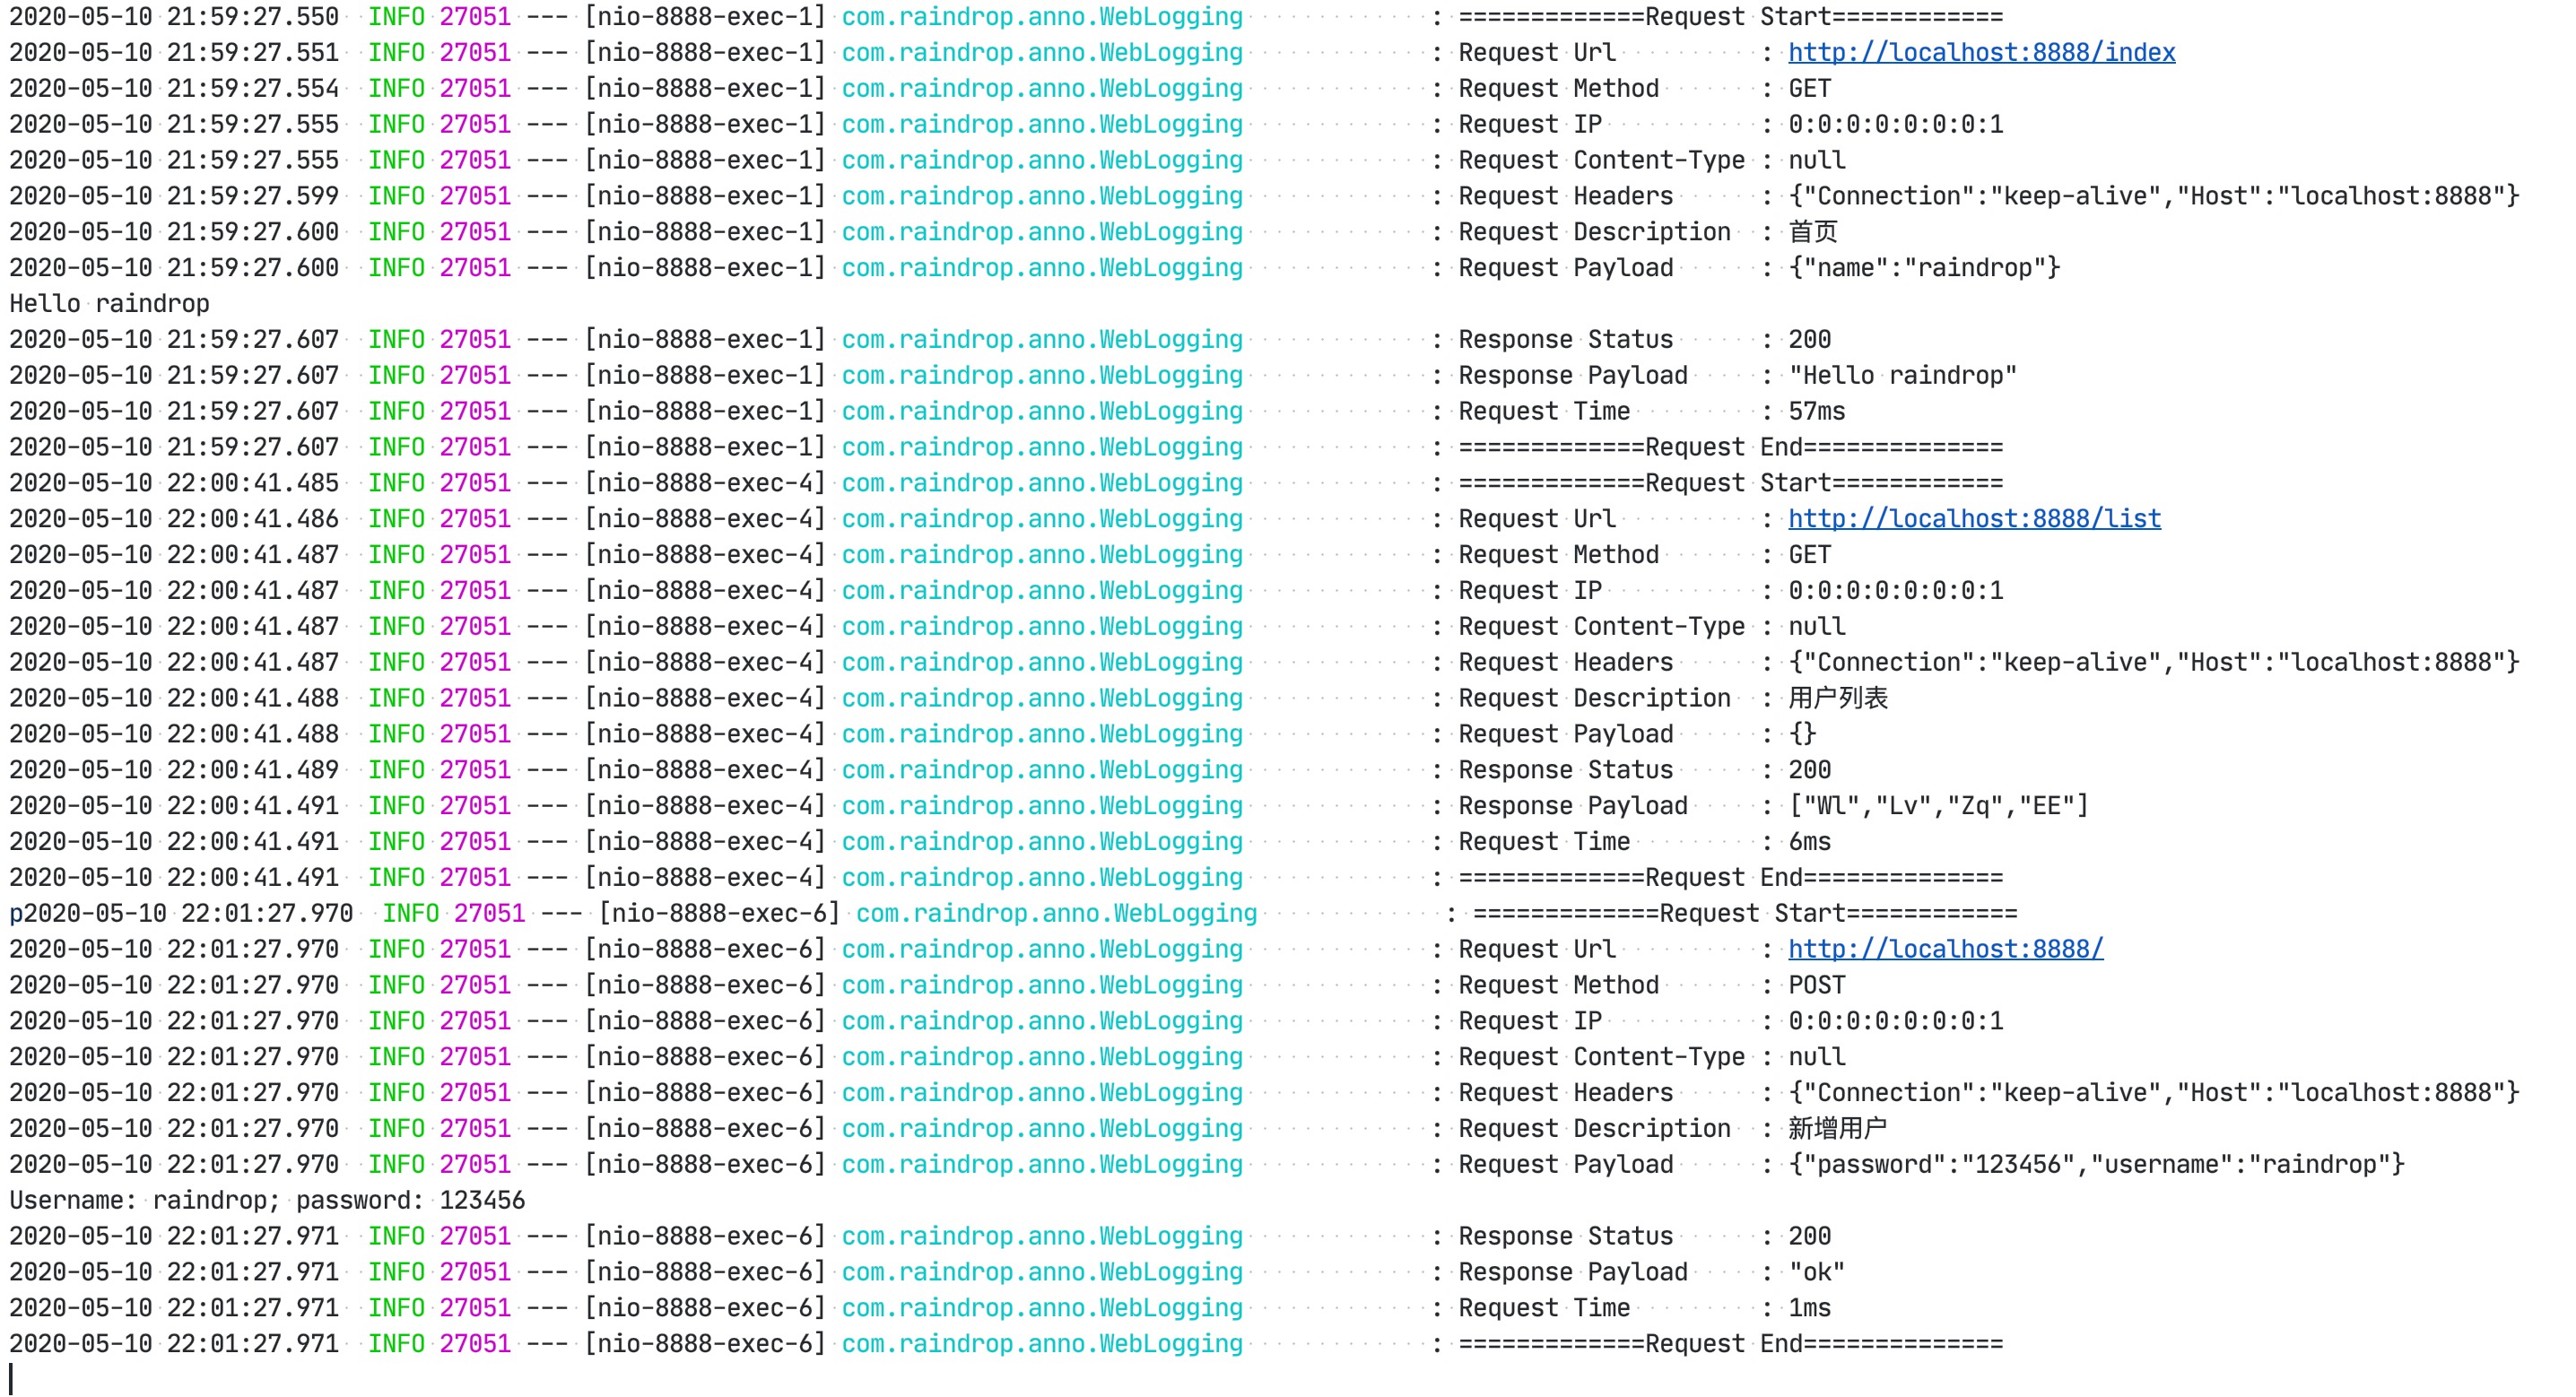 2020-05-10 21:59:27.550  INFO 27051 --- [nio-8888-exec-1] com.raindrop.anno.WebLogging             : =============Request Start============
2020-05-10 21:59:27.551  INFO 27051 --- [nio-8888-exec-1] com.raindrop.anno.WebLogging             : Request Url          : http://localhost:8888/index
2020-05-10 21:59:27.554  INFO 27051 --- [nio-8888-exec-1] com.raindrop.anno.WebLogging             : Request Method       : GET
2020-05-10 21:59:27.555  INFO 27051 --- [nio-8888-exec-1] com.raindrop.anno.WebLogging             : Request IP           : 0:0:0:0:0:0:0:1
2020-05-10 21:59:27.555  INFO 27051 --- [nio-8888-exec-1] com.raindrop.anno.WebLogging             : Request Content-Type : null
2020-05-10 21:59:27.599  INFO 27051 --- [nio-8888-exec-1] com.raindrop.anno.WebLogging             : Request Headers      : {"Connection":"keep-alive","Host":"localhost:8888"}
2020-05-10 21:59:27.600  INFO 27051 --- [nio-8888-exec-1] com.raindrop.anno.WebLogging             : Request Description  : 首页
2020-05-10 21:59:27.600  INFO 27051 --- [nio-8888-exec-1] com.raindrop.anno.WebLogging             : Request Payload      : {"name":"raindrop"}
Hello raindrop
2020-05-10 21:59:27.607  INFO 27051 --- [nio-8888-exec-1] com.raindrop.anno.WebLogging             : Response Status      : 200
2020-05-10 21:59:27.607  INFO 27051 --- [nio-8888-exec-1] com.raindrop.anno.WebLogging             : Response Payload     : "Hello raindrop"
2020-05-10 21:59:27.607  INFO 27051 --- [nio-8888-exec-1] com.raindrop.anno.WebLogging             : Request Time         : 57ms
2020-05-10 21:59:27.607  INFO 27051 --- [nio-8888-exec-1] com.raindrop.anno.WebLogging             : =============Request End==============
2020-05-10 22:00:41.485  INFO 27051 --- [nio-8888-exec-4] com.raindrop.anno.WebLogging             : =============Request Start============
2020-05-10 22:00:41.486  INFO 27051 --- [nio-8888-exec-4] com.raindrop.anno.WebLogging             : Request Url          : http://localhost:8888/list
2020-05-10 22:00:41.487  INFO 27051 --- [nio-8888-exec-4] com.raindrop.anno.WebLogging             : Request Method       : GET
2020-05-10 22:00:41.487  INFO 27051 --- [nio-8888-exec-4] com.raindrop.anno.WebLogging             : Request IP           : 0:0:0:0:0:0:0:1
2020-05-10 22:00:41.487  INFO 27051 --- [nio-8888-exec-4] com.raindrop.anno.WebLogging             : Request Content-Type : null
2020-05-10 22:00:41.487  INFO 27051 --- [nio-8888-exec-4] com.raindrop.anno.WebLogging             : Request Headers      : {"Connection":"keep-alive","Host":"localhost:8888"}
2020-05-10 22:00:41.488  INFO 27051 --- [nio-8888-exec-4] com.raindrop.anno.WebLogging             : Request Description  : 用户列表
2020-05-10 22:00:41.488  INFO 27051 --- [nio-8888-exec-4] com.raindrop.anno.WebLogging             : Request Payload      : {}
2020-05-10 22:00:41.489  INFO 27051 --- [nio-8888-exec-4] com.raindrop.anno.WebLogging             : Response Status      : 200
2020-05-10 22:00:41.491  INFO 27051 --- [nio-8888-exec-4] com.raindrop.anno.WebLogging             : Response Payload     : ["Wl","Lv","Zq","EE"]
2020-05-10 22:00:41.491  INFO 27051 --- [nio-8888-exec-4] com.raindrop.anno.WebLogging             : Request Time         : 6ms
2020-05-10 22:00:41.491  INFO 27051 --- [nio-8888-exec-4] com.raindrop.anno.WebLogging             : =============Request End==============
p2020-05-10 22:01:27.970  INFO 27051 --- [nio-8888-exec-6] com.raindrop.anno.WebLogging             : =============Request Start============
2020-05-10 22:01:27.970  INFO 27051 --- [nio-8888-exec-6] com.raindrop.anno.WebLogging             : Request Url          : http://localhost:8888/
2020-05-10 22:01:27.970  INFO 27051 --- [nio-8888-exec-6] com.raindrop.anno.WebLogging             : Request Method       : POST
2020-05-10 22:01:27.970  INFO 27051 --- [nio-8888-exec-6] com.raindrop.anno.WebLogging             : Request IP           : 0:0:0:0:0:0:0:1
2020-05-10 22:01:27.970  INFO 27051 --- [nio-8888-exec-6] com.raindrop.anno.WebLogging             : Request Content-Type : null
2020-05-10 22:01:27.970  INFO 27051 --- [nio-8888-exec-6] com.raindrop.anno.WebLogging             : Request Headers      : {"Connection":"keep-alive","Host":"localhost:8888"}
2020-05-10 22:01:27.970  INFO 27051 --- [nio-8888-exec-6] com.raindrop.anno.WebLogging             : Request Description  : 新增用户
2020-05-10 22:01:27.970  INFO 27051 --- [nio-8888-exec-6] com.raindrop.anno.WebLogging             : Request Payload      : {"password":"123456","username":"raindrop"}
Username: raindrop; password: 123456
2020-05-10 22:01:27.971  INFO 27051 --- [nio-8888-exec-6] com.raindrop.anno.WebLogging             : Response Status      : 200
2020-05-10 22:01:27.971  INFO 27051 --- [nio-8888-exec-6] com.raindrop.anno.WebLogging             : Response Payload     : "ok"
2020-05-10 22:01:27.971  INFO 27051 --- [nio-8888-exec-6] com.raindrop.anno.WebLogging             : Request Time         : 1ms
2020-05-10 22:01:27.971  INFO 27051 --- [nio-8888-exec-6] com.raindrop.anno.WebLogging             : =============Request End==============